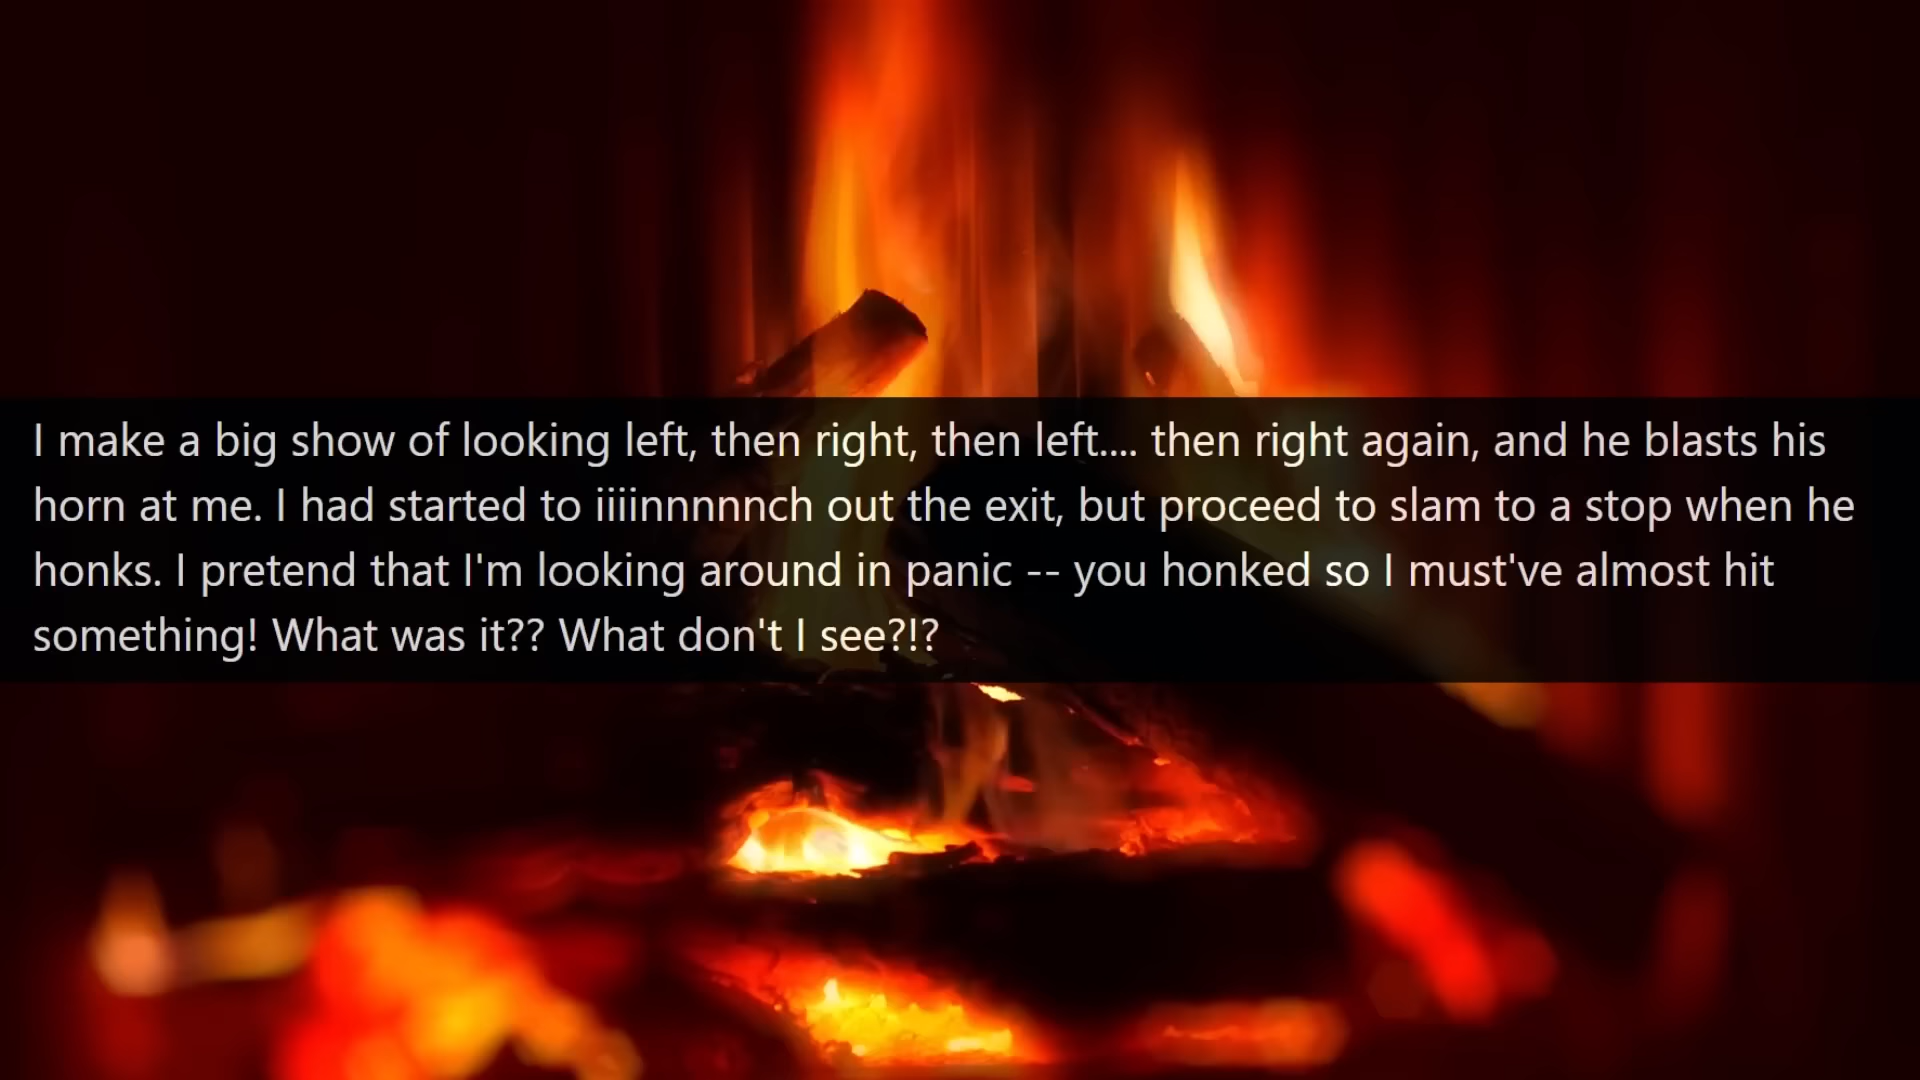 I make a big show of looking left, then right, then left.... then right again, and he blasts his
horn at me. I had started to iiiinnnnnch out the exit, but proceed to slam to a stop when he
honks. I pretend that I'm looking around in panic -- you honked so I must've almost hit
something! What was it?? What don't I see?!?